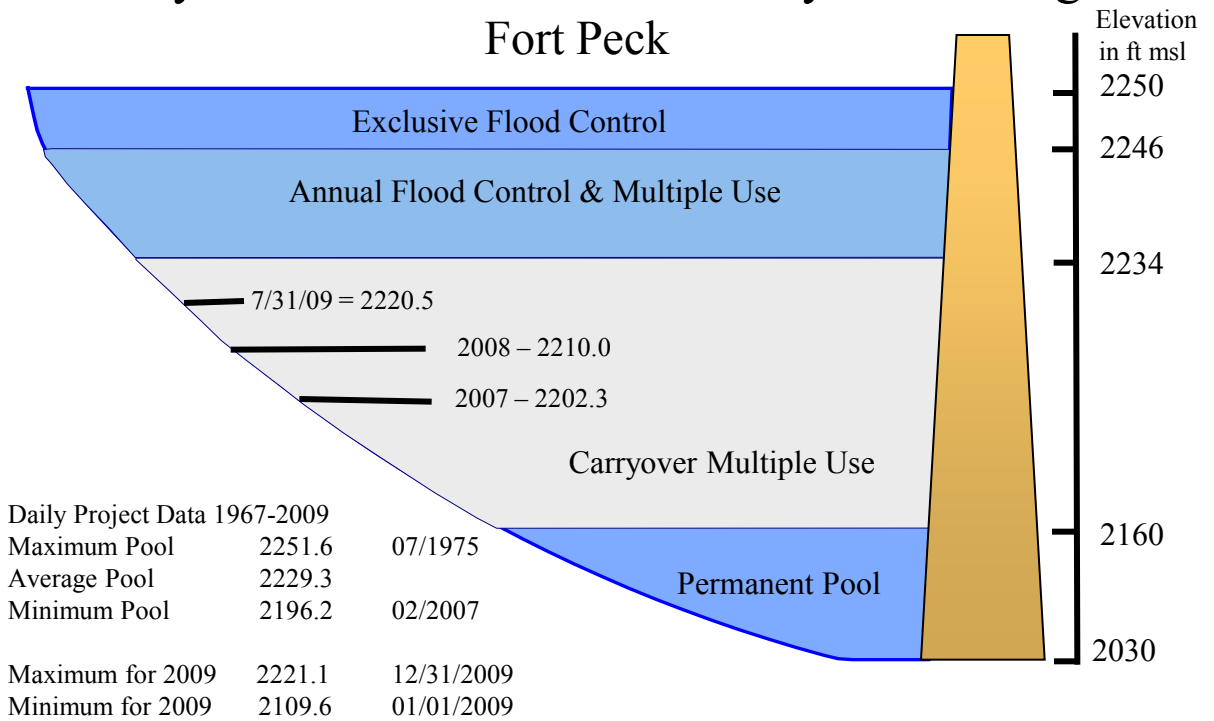 Fort Peck
Elevation
in ft msl
2250
Exclusive Flood Control
2246
Annual Flood Control & Multiple Use
2234
7/31/09 = 2220.5
2008 – 2210.0
2007 – 2202.3
Carryover Multiple Use
Daily Project Data 1967-2009
Maximum Pool 2251.6 07/1975
Average Pool 2229.3
Minimum Pool 2196.2 02/2007
Maximum for 2009 2221.1 12/31/2009
Minimum for 2009 2109.6 01/01/2009
2160
Permanent Pool
2030